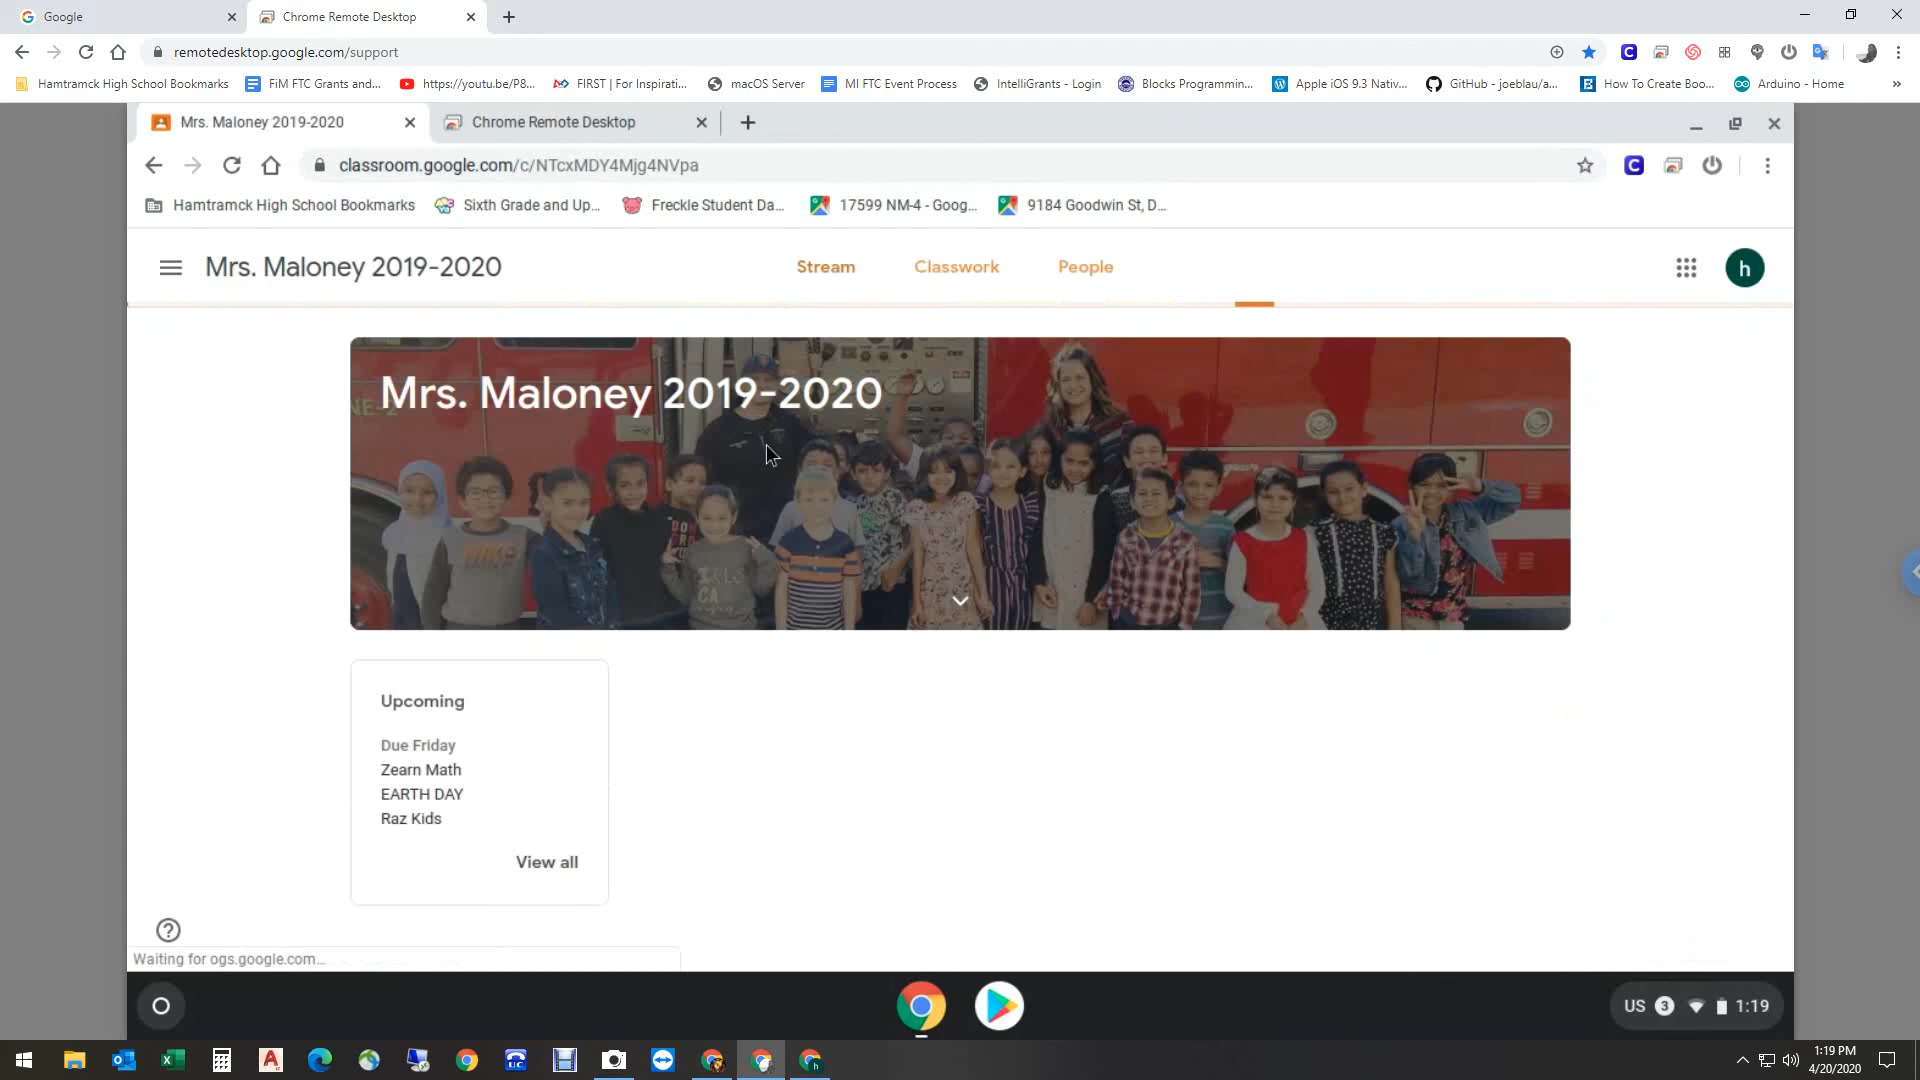 Google
Chrome Remote Desktop
remotedesktop.google.com/support
Hamtramck High School Bookmarks
FiM FTC Grants and...
https://youtu.be/P8...
FIRST | For Inspirati...
macOS Server
MI FTC Event Process
IntelliGrants - Login
Blocks Programmin...
Apple iOS 9.3 Nativ...
GitHub - joeblau/a...
How To Create Boo...
Arduino - Home
»
Mrs. Maloney 2019-2020
Chrome Remote Desktop
classroom.google.com/c/NTcxMDY4Mjg4NVpa
Hamtramck High School Bookmarks
Sixth Grade and Up...
Freckle Student Da...
17599 NM-4 - Goog...
9184 Goodwin St, D...
Mrs. Maloney 2019-2020
Stream
Classwork
People
h
Mrs. Maloney 2019-2020
Upcoming
Due Friday
Zearn Math
EARTH DAY
Raz Kids
View all
Waiting for ogs.google.com...
US 3 1:19
1:19 PM
4/20/2020